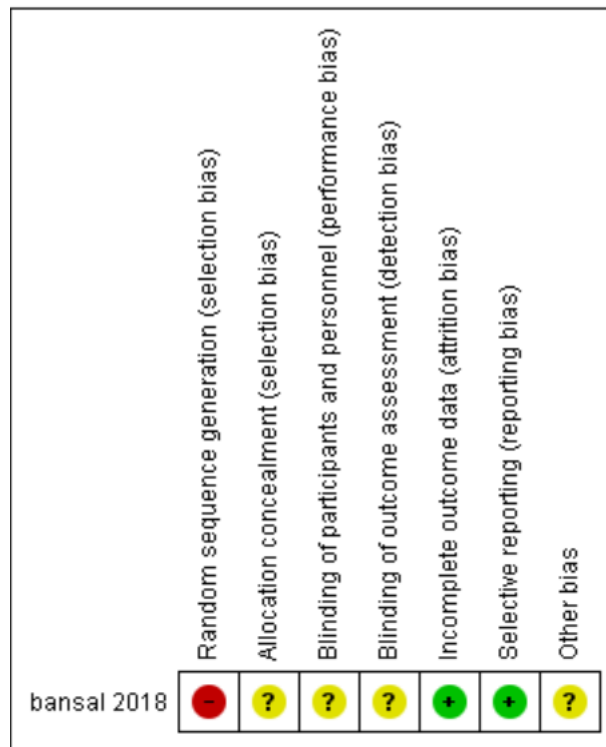 Random sequence generation (selection bias)
Allocation concealment (selection bias)
Blinding of participants and personnel (performance bias)
Blinding of outcome assessment (detection bias)
Incomplete outcome data (attrition bias)
Selective reporting (reporting bias)
Other bias
bansal 2018 - ? ? ? + + ?